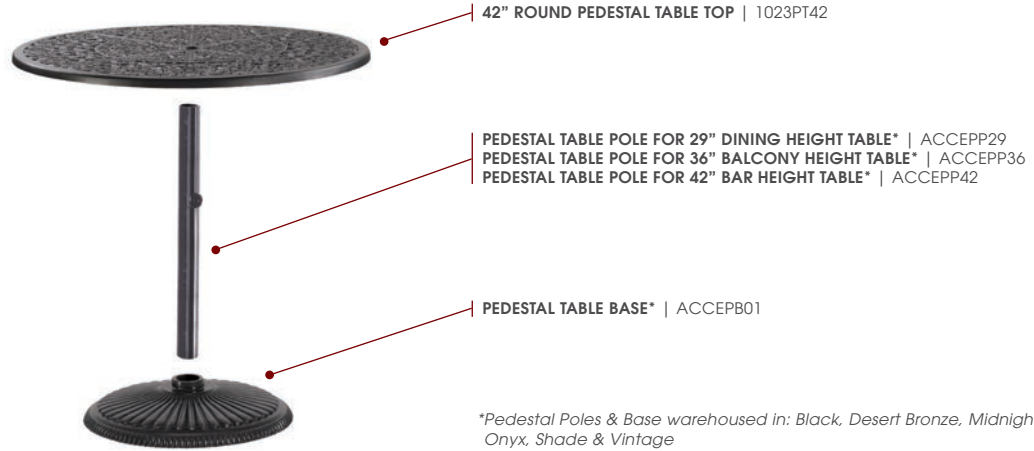 42” ROUND PEDESTAL TABLE TOP | 1023PT42
PEDESTAL TABLE POLE FOR 29” DINING HEIGHT TABLE* | ACCEPP29
PEDESTAL TABLE POLE FOR 36” BALCONY HEIGHT TABLE* | ACCEPP36
PEDESTAL TABLE POLE FOR 42” BAR HEIGHT TABLE* | ACCEPP42
PEDESTAL TABLE BASE* | ACCEPB01
*Pedestal Poles & Base warehoused in: Black, Desert Bronze, Midnigh
Onyx, Shade & Vintage